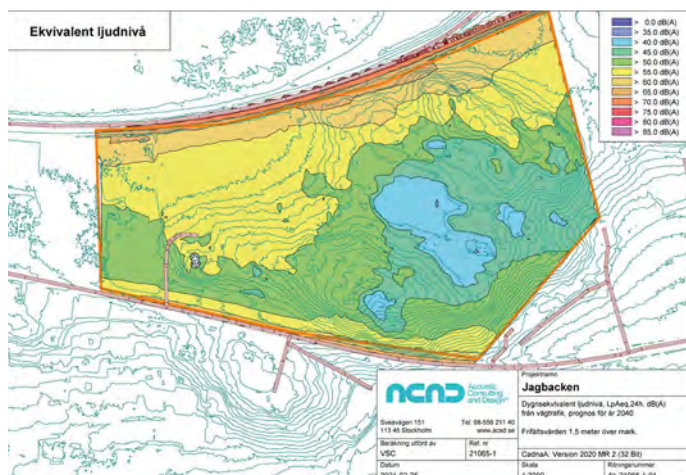 Ekvivalent ljudnivå
> 0.0 dB(A)
> 35.0 dB(A)
> 40.0 dB(A)
> 45.0 dB(A)
> 50.0 dB(A)
> 55.0 dB(A)
> 60.0 dB(A)
> 65.0 dB(A)
> 70.0 dB(A)
> 75.0 dB(A)
> 80.0 dB(A)
> 85.0 dB(A)
acad Acoustic
Consulting
and Design
Sveavägen 151
113 46 Stockholm
Tel: 08-556 211 40
www.acad.se
Beräkning utförd av
VSC
Ref. nr
21065-1
Datum
Projektnamn
Jagbacken
Dygnsekvivalent ljudnivå, LpAeq,24h, dB(A)
från vägtrafik, prognos för år 2040.
Frifältsvärden 1,5 meter över mark.
CadnaA, Version 2020 MR 2 (32 Bit)
Skala
Ritningsnummer